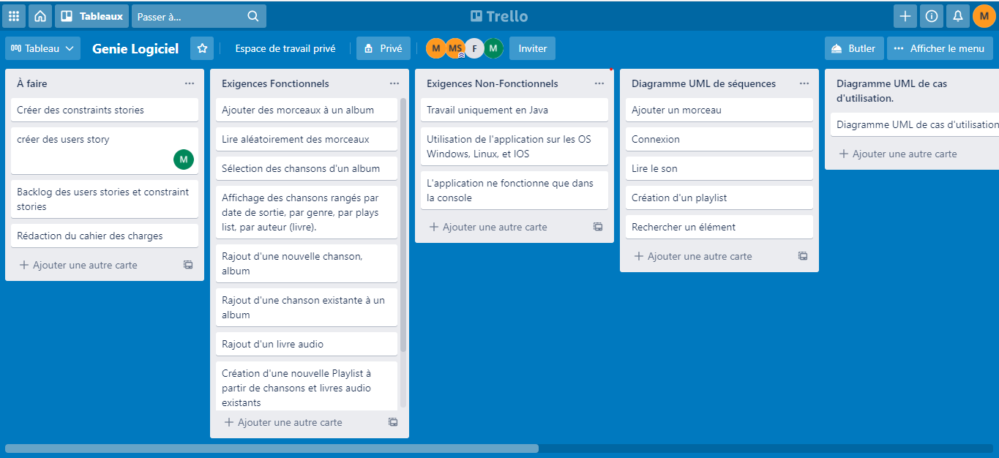 Tableaux
Passer à...
Trello
M
Tableau
Genie Logiciel
Espace de travail privé
Privé
M
MS
F
M
Inviter
Butler
Afficher le menu
À faire
Créer des constraints stories
créer des users story
M
Backlog des users stories et constraint
stories
Rédaction du cahier des charges
Ajouter une autre carte
Exigences Fonctionnels
Ajouter des morceaux à un album
Lire aléatoirement des morceaux
Sélection des chansons d'un album
Affichage des chansons rangés par
date de sortie, par genre, par plays
list, par auteur (livre).
Rajout d'une nouvelle chanson,
album
Rajout d'une chanson existante à un
album
Rajout d'un livre audio
Création d'une nouvelle Playlist à
partir de chansons et livres audio
existants
Ajouter une autre carte
Exigences Non-Fonctionnels
Travail uniquement en Java
Utilisation de l'application sur les OS
Windows, Linux, et IOS
L'application ne fonctionne que dans
la console
Ajouter une autre carte
Diagramme UML de séquences
Ajouter un morceau
Connexion
Lire le son
Création d'un playlist
Rechercher un élément
Ajouter une autre carte
Diagramme UML de cas
d'utilisation.
Diagramme UML de cas d'utilisation
Ajouter une autre carte